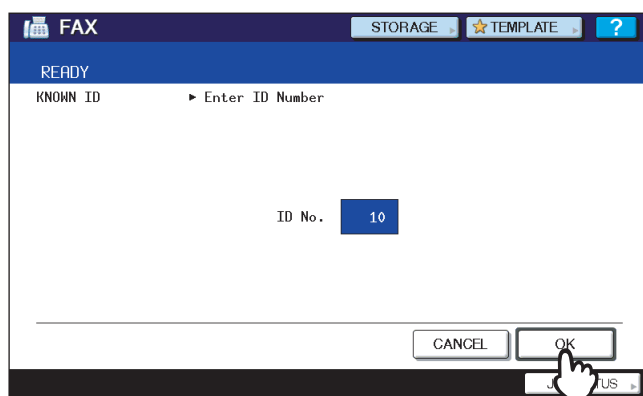 FAX
STORAGE
TEMPLATE
?
READY
KNOWN ID ► Enter ID Number
ID No. 10
CANCEL
OK